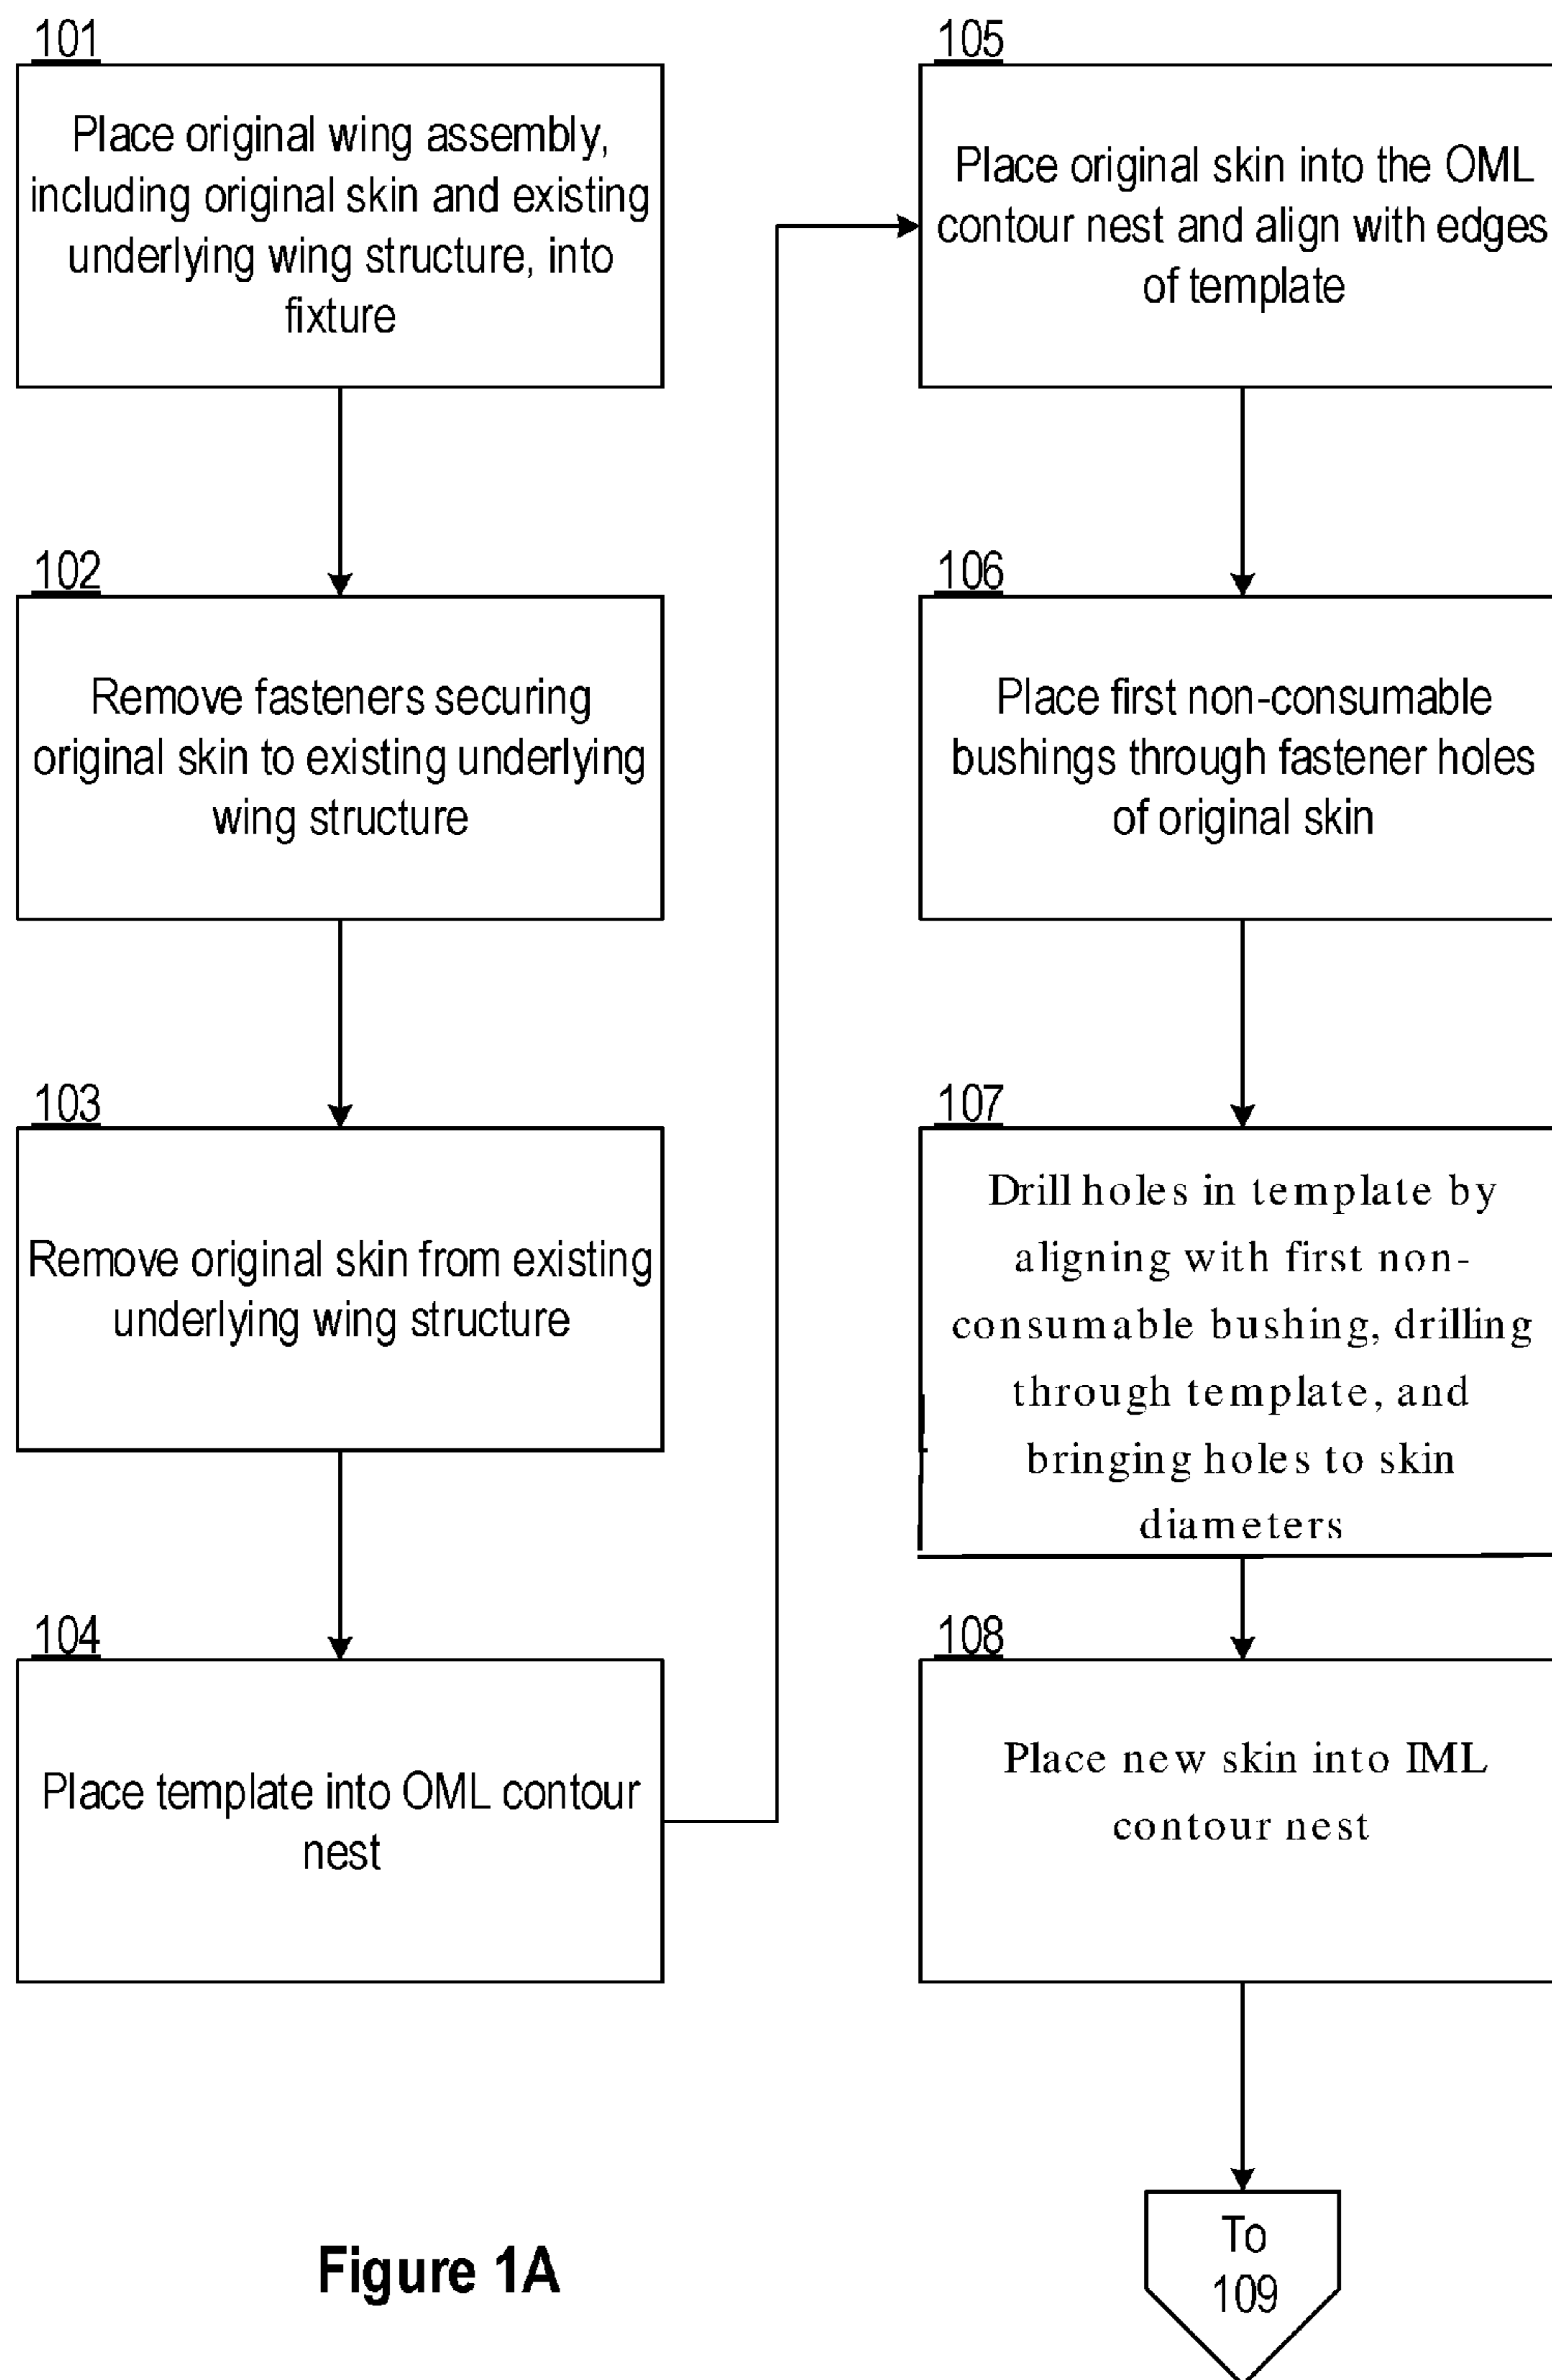 101
Place original wing assembly,
including original skin and existing
underlying wing structure, into
fixture
102
Remove fasteners securing
original skin to existing underlying
wing structure
103
Remove original skin from existing
underlying wing structure
104
Place template into OML contour
nest
105
Place original skin into the OML
contour nest and align with edges
of template
106
Place first non-consumable
bushings through fastener holes
of original skin
107
Drill holes in template by
aligning with first non-
consumable bushing, drilling
through template, and
bringing holes to skin
diameters
108
Place new skin into IML
contour nest
To
109
Figure 1A